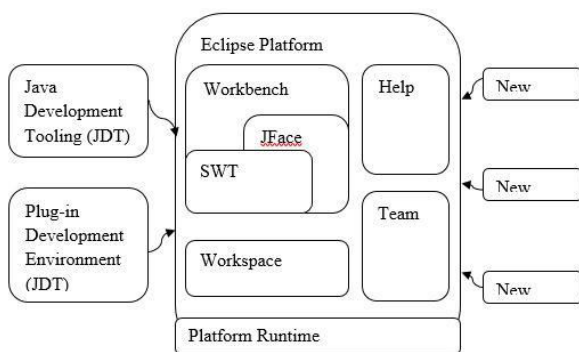 Eclipse Platform
Java
Development
Tooling (JDT)
Workbench
JFace
SWT
Help
New
Plug-in
Development
Environment
(JDT)
Workspace
Team
New
New
Platform Runtime